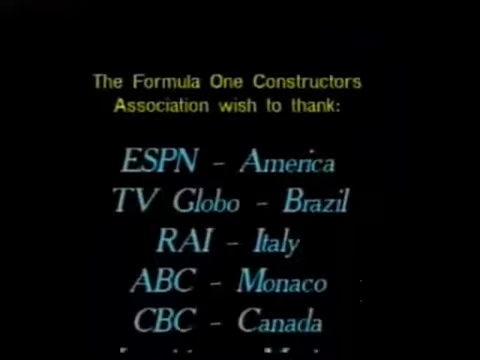 The Formula One Constructors
Association wish to thank:
ESPN - America
TV Globo - Brazil
RAI - Italy
ABC - Monaco
CBC - Canada